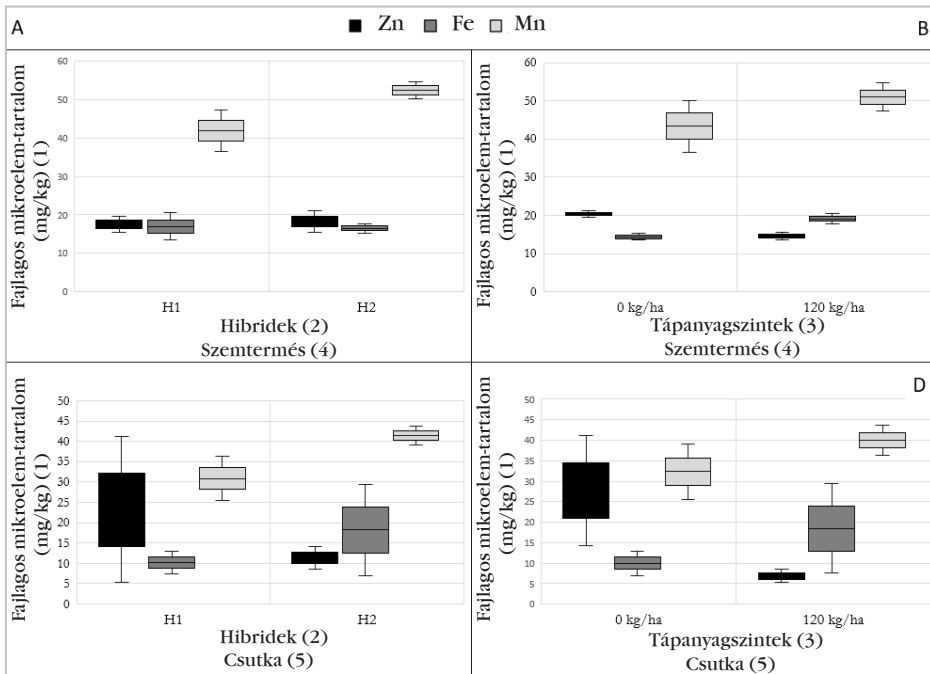 A
■ Zn ■ Fe ■ Mn
B
Fajlagos mikroelem-tartalom
(mg/kg) (1)
60
50
40
30
20
10
0
H1 H2
Hibridek (2)
Szemtermés (4)
Fajlagos mikroelem-tartalom
(mg/kg) (1)
60
50
40
30
20
10
0
0 kg/ha 120 kg/ha
Tápanyagszintek (3)
Szemtermés (4)
Fajlagos mikroelem-tartalom
(mg/kg) (1)
50
45
40
35
30
25
20
15
10
5
0
H1 H2
Hibridek (2)
Csutka (5)
D
Fajlagos mikroelem-tartalom
(mg/kg) (1)
50
45
40
35
30
25
20
15
10
5
0
0 kg/ha 120 kg/ha
Tápanyagszintek (3)
Csutka (5)